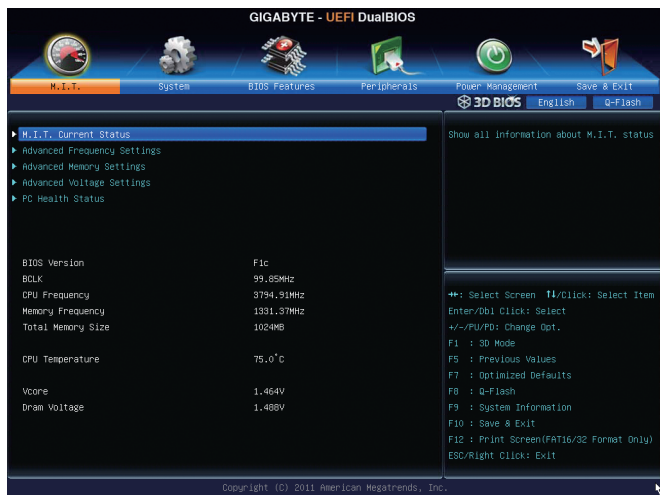 GIGABYTE - UEFI DualBIOS
M.I.T.
System
BIOS Features
Peripherals
Power Management
Save & Exit
3D BIOS
English
Q-Flash
M.I.T. Current Status
Advanced Frequency Settings
Advanced Memory Settings
Advanced Voltage Settings
PC Health Status
Show all information about M.I.T. status
BIOS Version F1c
BCLK 99.85MHz
CPU Frequency 3794.91MHz
Memory Frequency 1331.37MHz
Total Memory Size 1024MB
CPU Temperature 75.0°C
Vcore 1.464V
Dram Voltage 1.488V
→←: Select Screen ↑↓/Click: Select Item
Enter/Dbl Click: Select
+/-/PU/PD: Change Opt.
F1 : 3D Mode
F5 : Previous Values
F7 : Optimized Defaults
F8 : Q-Flash
F9 : System Information
F10 : Save & Exit
F12 : Print Screen(FAT16/32 Format Only)
ESC/Right Click: Exit
Copyright (C) 2011 American Megatrends, Inc.